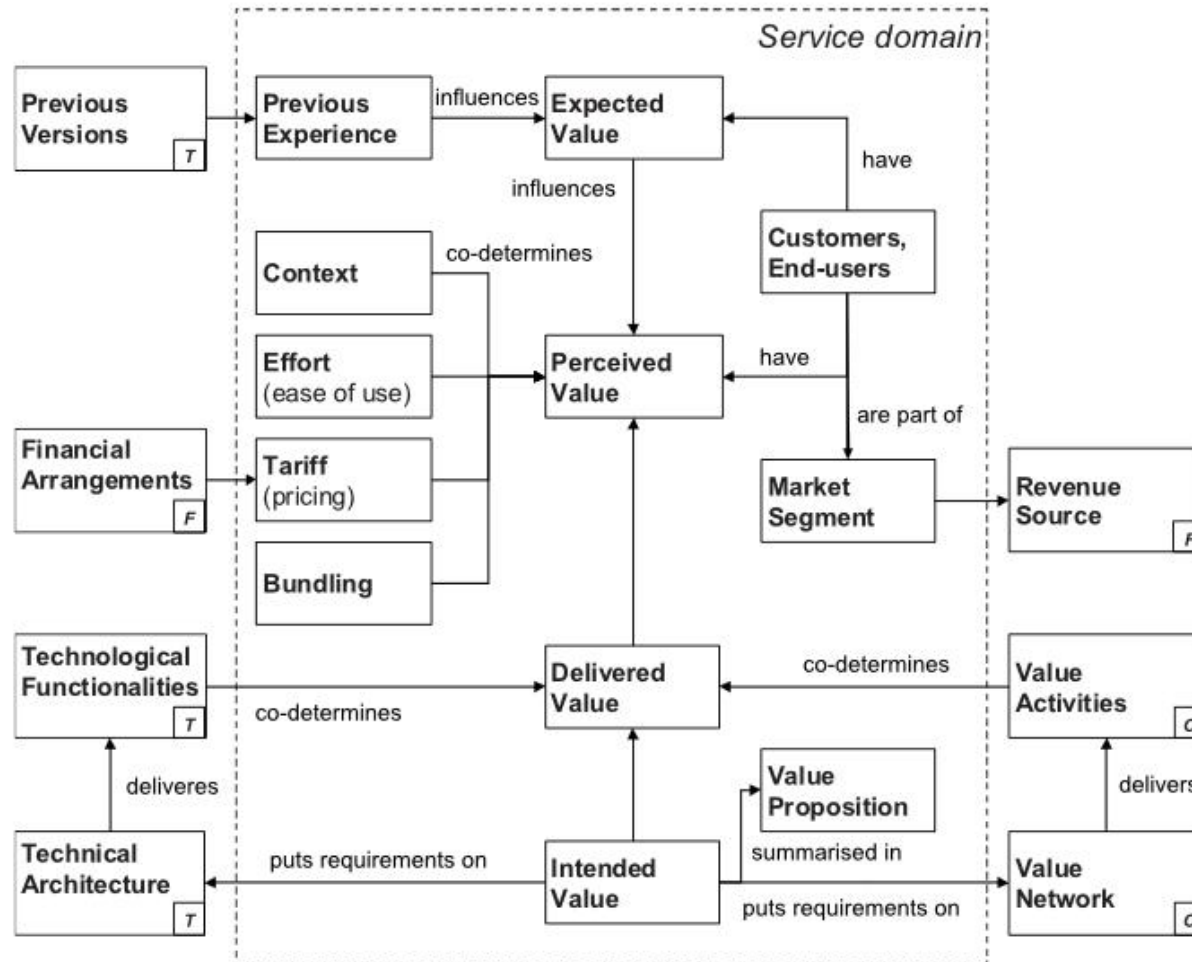 Service domain
Previous
Versions
T
Previous
Experience
influences
Expected
Value
have
influences
Customers,
End-users
Context
co-determines
Effort
(ease of use)
Perceived
Value
have
are part of
Financial
Arrangements
F
Tariff
(pricing)
Market
Segment
Revenue
Source
F
Bundling
Technological
Functionalities
T
co-determines
Delivered
Value
co-determines
Value
Activities
O
deliveres
Value
Proposition
delivers
Technical
Architecture
T
puts requirements on
Intended
Value
summarised in
puts requirements on
Value
Network
O